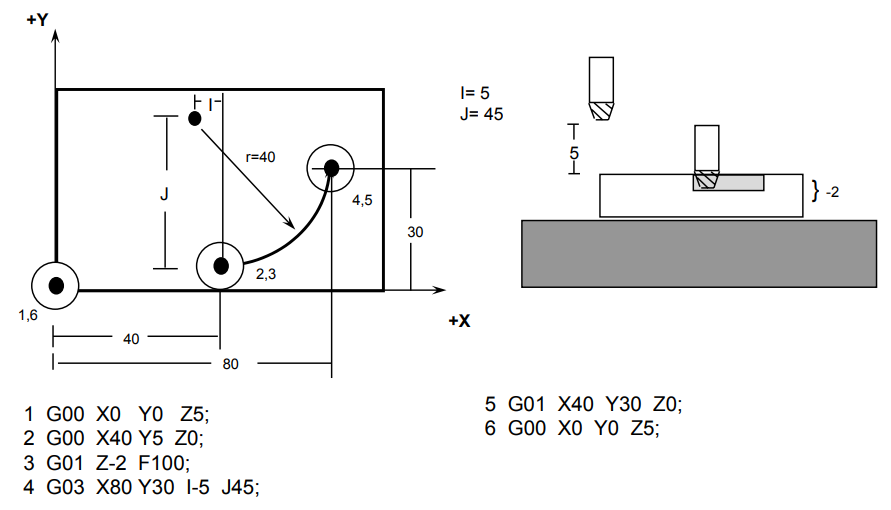 +Y
I
I= 5
J= 45
r=40
5
J
4,5
} -2
30
2,3
1,6
+X
40
80
1 G00 X0 Y0 Z5;
2 G00 X40 Y5 Z0;
3 G01 Z-2 F100;
4 G03 X80 Y30 I-5 J45;
5 G01 X40 Y30 Z0;
6 G00 X0 Y0 Z5;